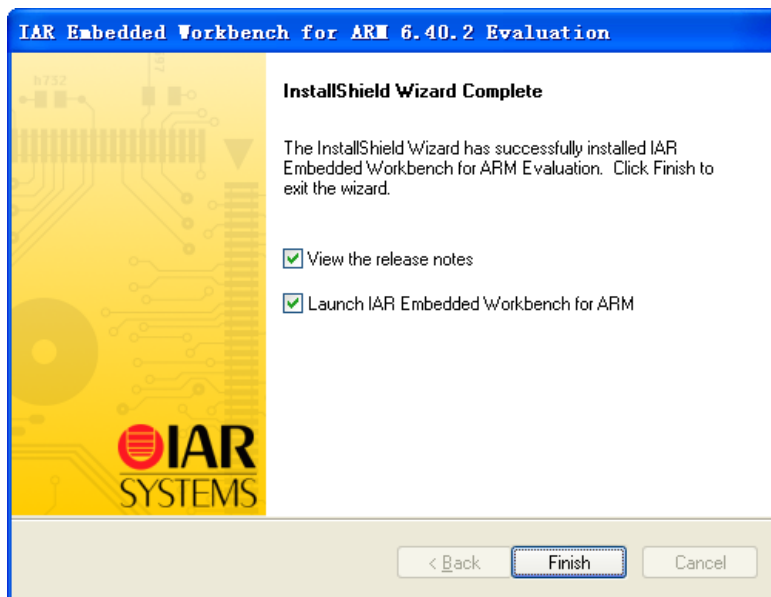 IAR Embedded Workbench for ARM 6.40.2 Evaluation
h732
InstallShield Wizard Complete
The InstallShield Wizard has successfully installed IAR
Embedded Workbench for ARM Evaluation. Click Finish to
exit the wizard.
View the release notes
Launch IAR Embedded Workbench for ARM
IAR
SYSTEMS
< Back
Finish
Cancel